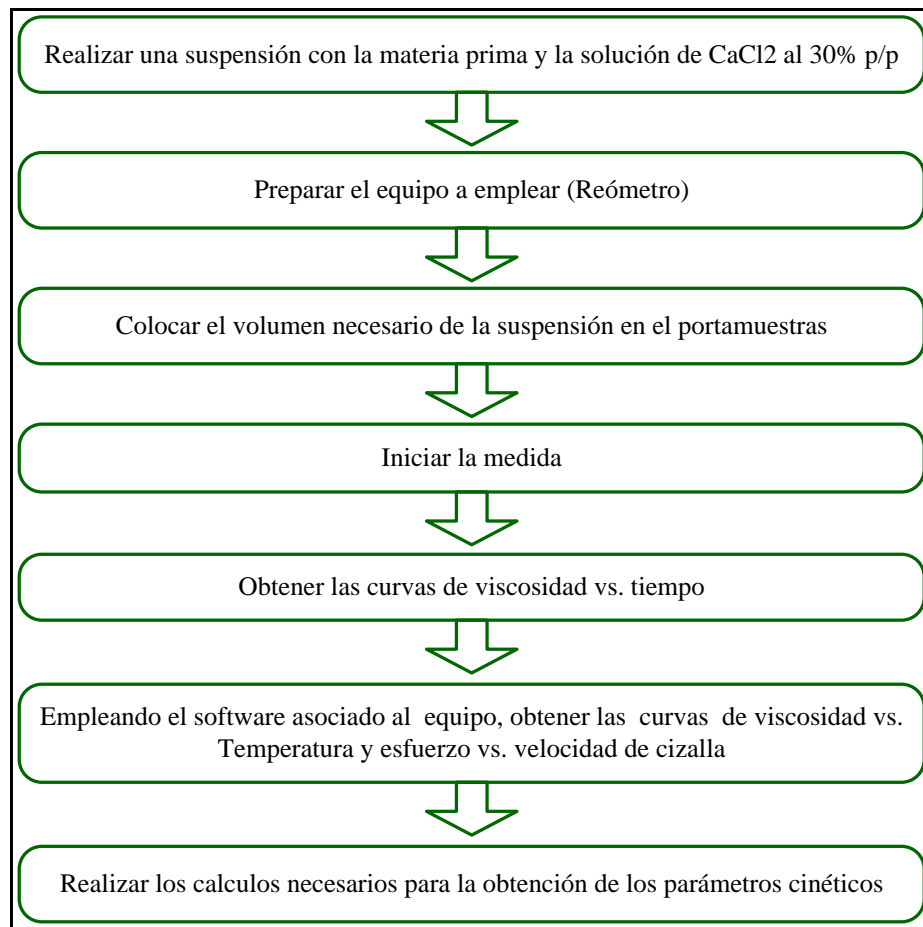 Realizar una suspensión con la materia prima y la solución de CaCl2 al 30% p/p
Preparar el equipo a emplear (Reómetro)
Colocar el volumen necesario de la suspensión en el portamuestras
Iniciar la medida
Obtener las curvas de viscosidad vs. tiempo
Empleando el software asociado al equipo, obtener las curvas de viscosidad vs.
Temperatura y esfuerzo vs. velocidad de cizalla
Realizar los calculos necesarios para la obtención de los parámetros cinéticos